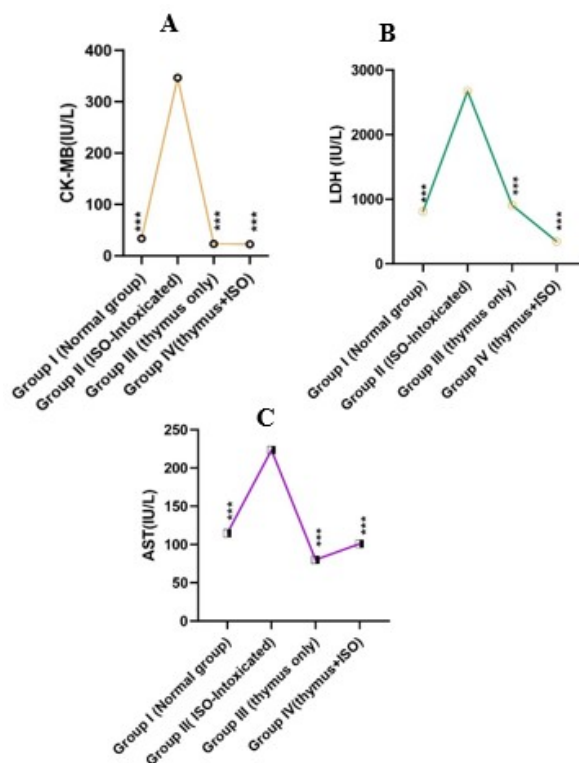 A
CK-MB(IU/L)
400
300
200
100
0
***
***
***
Group I (Normal group)
Group II (ISO-Intoxicated)
Group III (thymus only)
Group IV(thymus+ISO)
B
LDH (IU/L)
3000
2000
1000
0
***
***
***
Group I (Normal group)
Group II (ISO-Intoxicated)
Group III (thymus only)
Group IV (thymus+ISO)
C
AST(IU/L)
250
200
150
100
50
0
***
***
***
Group I (Normal group)
Group II( ISO-Intoxicated)
Group III (thymus only)
Group IV(thymus+ISO)